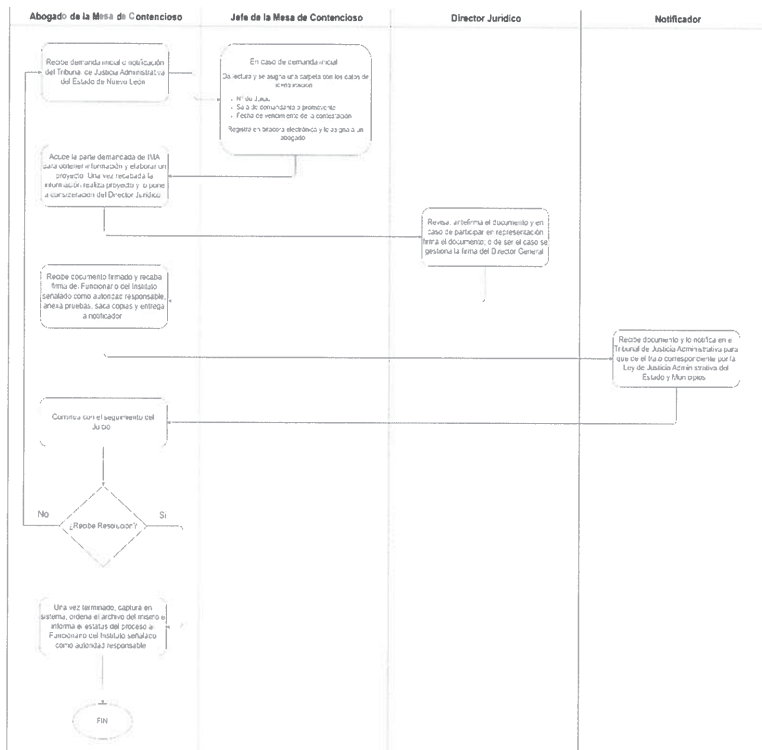 Abogado de la Mesa de Contencioso
Jefe de la Mesa de Contencioso
Director Jurídico
Notificador
Recibe demanda inicial o notificación
del Tribunal de Justicia Administrativa
del Estado de Nuevo León
En caso de demanda inicial
Da lectura y se asigna una carpeta con los datos de
identificación
• N° de Juicio
• Sala de demandante o promovente
• Fecha de vencimiento de la contestación
Registra en bitácora electrónica y lo asigna a un
abogado
Acude la parte demandada de IMA
para obtener información y elaborar un
proyecto. Una vez recabada la
información realiza proyecto y lo pone
a consideración del Director Jurídico
Revisa, antefirma el documento y en
caso de participar en representación
firma el documento; o de ser el caso se
gestiona la firma del Director General
Recibe documento firmado y recaba
firma del Funcionario del Instituto
señalado como autoridad responsable,
anexa pruebas, saca copias y entrega
a notificador
Recibe documento y lo notifica en el
Tribunal de Justicia Administrativa para
que de el trato correspondiente por la
Ley de Justicia Administrativa del
Estado y Municipios
Continua con el seguimiento del
Juicio
No
¿Recibe Resolución?
Si
Una vez terminado, captura en
sistema, ordena el archivo del mismo e
informa el estatus del proceso al
Funcionario del Instituto señalado
como autoridad responsable
FIN